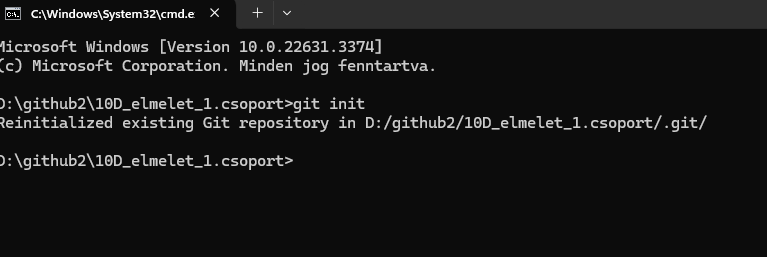 C:\Windows\System32\cmd.e
Microsoft Windows [Version 10.0.22631.3374]
(c) Microsoft Corporation. Minden jog fenntartva.
D:\github2\10D_elmelet_1.csoport>git init
Reinitialized existing Git repository in D:/github2/10D_elmelet_1.csoport/.git/
D:\github2\10D_elmelet_1.csoport>